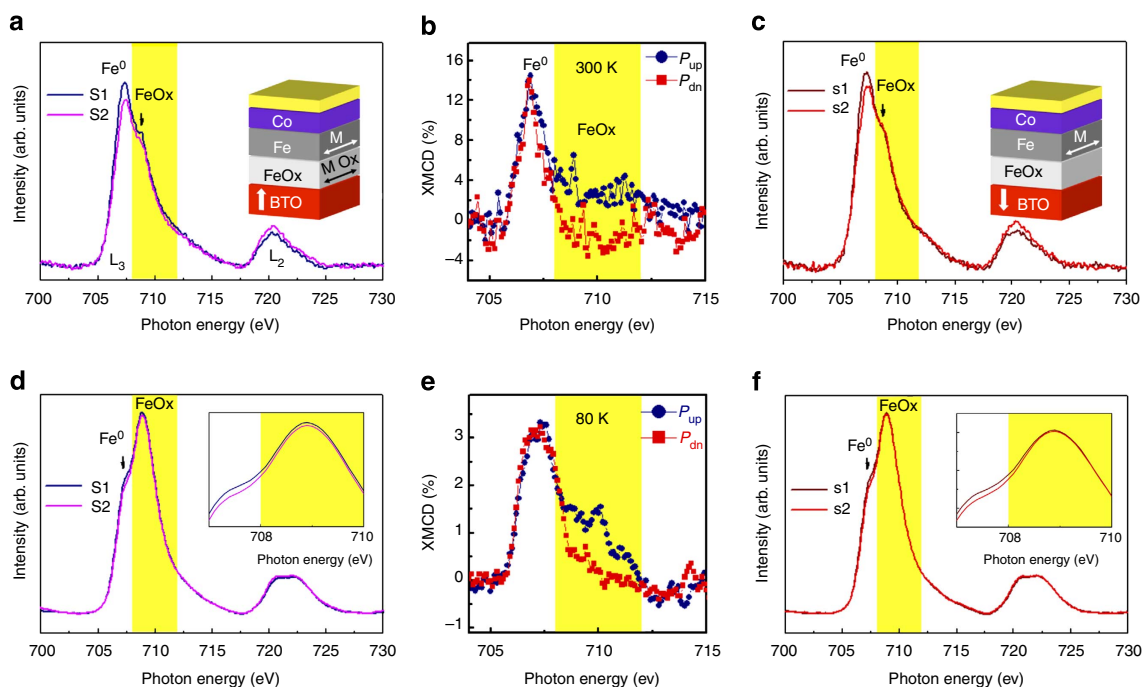 a
Intensity (arb. units)
Fe⁰
FeOx
S1
S2
L₃
L₂
Co
Fe
M
FeOx
M Ox
BTO
700 705 710 715 720 725 730
Photon energy (eV)
b
XMCD (%)
16
12
8
4
0
−4
Fe⁰
300 K
FeOx
P up
P dn
705 710 715
Photon energy (ev)
c
Intensity (arb. units)
Fe⁰
FeOx
s1
s2
Co
Fe
M
FeOx
BTO
700 705 710 715 720 725 730
Photon energy (eV)
d
Intensity (arb. units)
FeOx
Fe⁰
S1
S2
708 710
Photon energy (eV)
700 705 710 715 720 725 730
Photon energy (eV)
e
XMCD (%)
3
2
1
0
−1
80 K
P up
P dn
705 710 715
Photon energy (ev)
f
Intensity (arb. units)
FeOx
Fe⁰
s1
s2
708 710
Photon energy (eV)
700 705 710 715 720 725 730
Photon energy (eV)